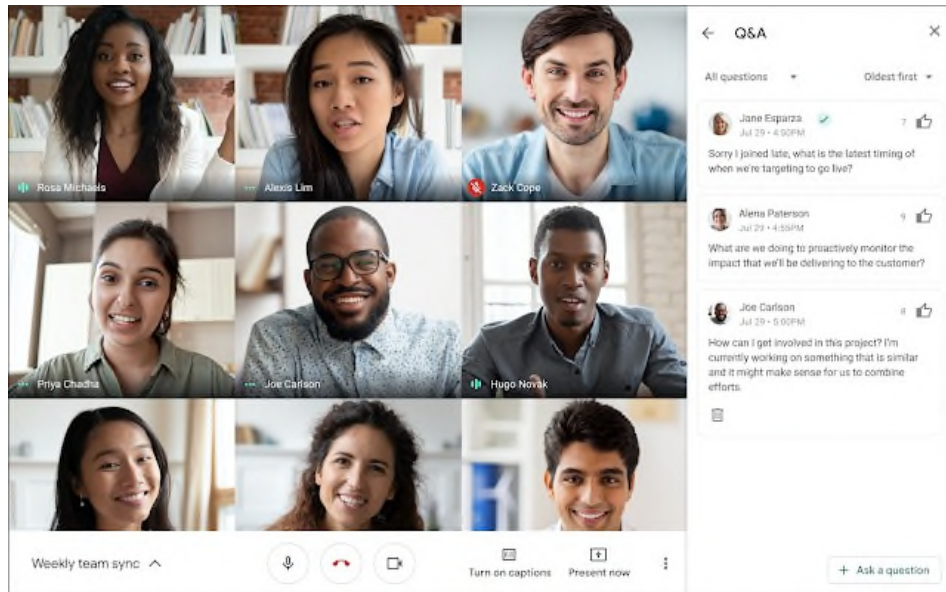 Rosa Michaels
Alexis Lim
Zack Cope
Priya Chadha
Joe Carlson
Hugo Novak
Weekly team sync
Turn on captions
Present now
Q&A
All questions
Oldest first
Jane Esparza
7
Jul 29 • 4:50PM
Sorry I joined late, what is the latest timing of
when we're targeting to go live?
Alena Paterson
9
Jul 29 • 4:55PM
What are we doing to proactively monitor the
impact that we'll be delivering to the customer?
Joe Carlson
8
Jul 29 • 5:00PM
How can I get involved in this project? I'm
currently working on something that is similar
and it might make sense for us to combine
efforts.
+ Ask a question